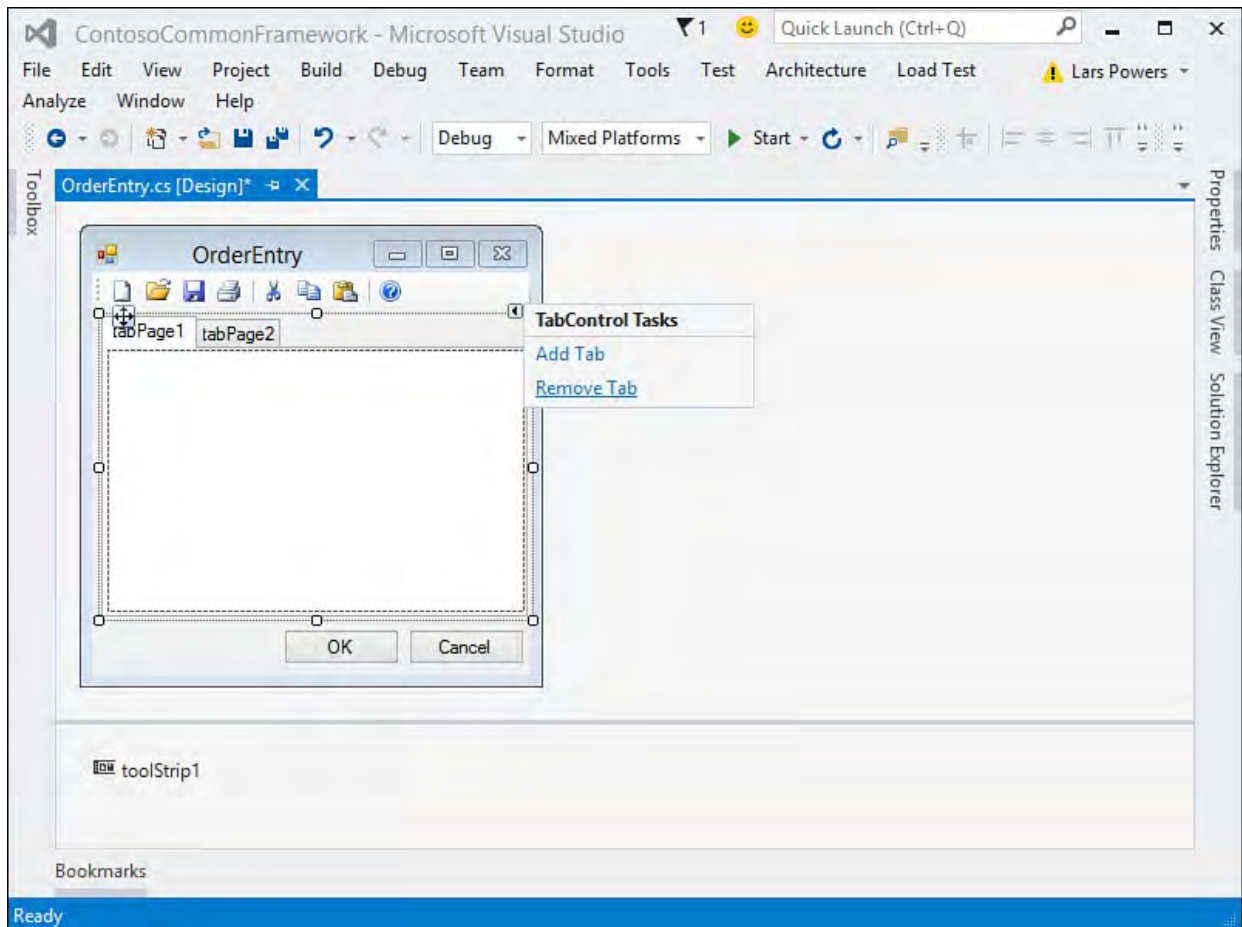 ContosoCommonFramework - Microsoft Visual Studio 1 Quick Launch (Ctrl+Q)
File Edit View Project Build Debug Team Format Tools Test Architecture Load Test Lars Powers
Analyze Window Help
Debug Mixed Platforms Start
Toolbox
OrderEntry.cs [Design]*
OrderEntry
tabPage1 tabPage2
TabControl Tasks
Add Tab
Remove Tab
OK Cancel
toolStrip1
Properties
Class View
Solution Explorer
Bookmarks
Ready